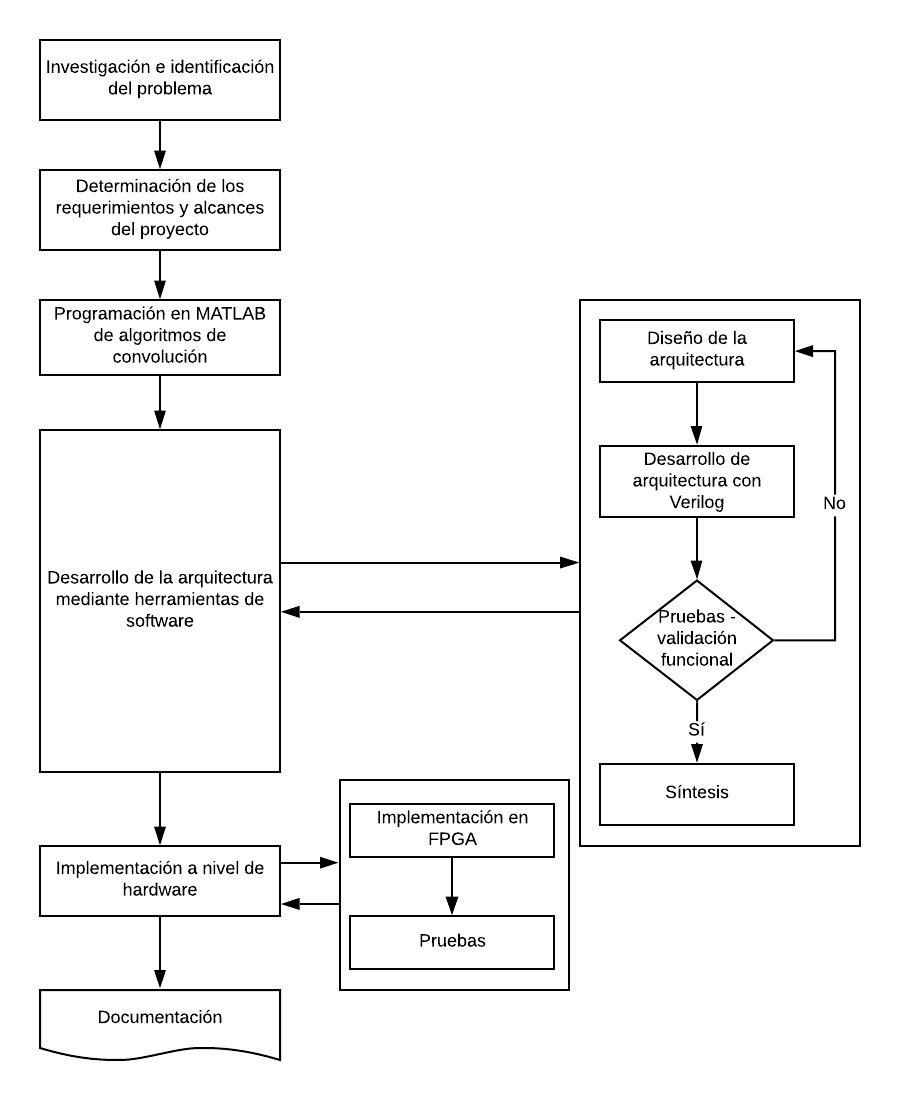 Investigación e identificación
del problema
Determinación de los
requerimientos y alcances
del proyecto
Programación en MATLAB
de algoritmos de
convolución
Desarrollo de la arquitectura
mediante herramientas de
software
Diseño de la
arquitectura
Desarrollo de
arquitectura con
Verilog
No
Pruebas -
validación
funcional
Sí
Síntesis
Implementación a nivel de
hardware
Implementación en
FPGA
Pruebas
Documentación